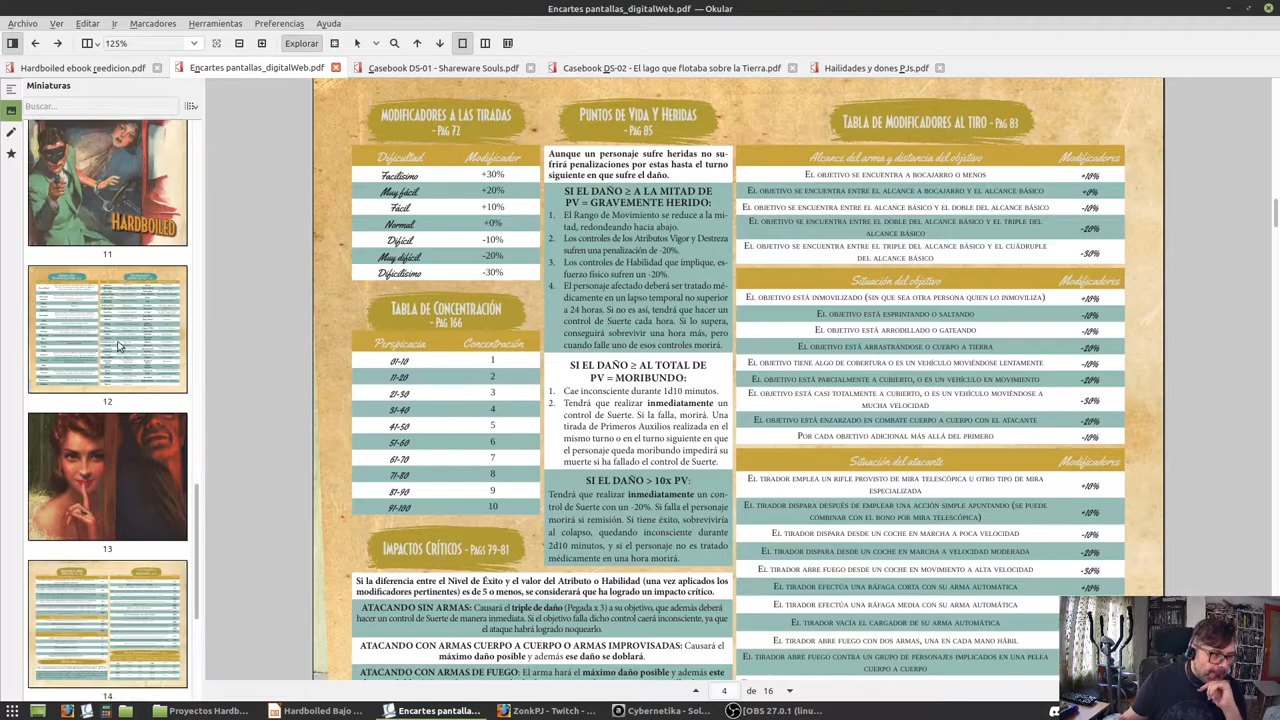 Encartes pantallas_digitalWeb.pdf — Okular
Archivo Ver Editar Ir Marcadores Herramientas Preferencias Ayuda
125% Explorar
Hardboiled ebook reedicion.pdf Encartes pantallas_digitalWeb.pdf Casebook DS-01 - Shareware Souls.pdf Casebook DS-02 - El lago que flotaba sobre la Tierra.pdf Hailidades y dones PJs.pdf
Miniaturas
Buscar...
HARDBOILED
11
12
13
14
MODIFICADORES A LAS TIRADAS
- PAG 72
Dificultad Modificador
Facilísimo +30%
Muy fácil +20%
Fácil +10%
Normal +0%
Difícil -10%
Muy difícil -20%
Dificilísimo -30%
TABLA DE CONCENTRACIÓN
PAG 166
Perspicacia Concentración
01-10 1
11-20 2
21-30 3
31-40 4
41-50 5
51-60 6
61-70 7
71-80 8
81-90 9
91-100 10
IMPACTOS CRÍTICOS - PAGS 79-81
Si la diferencia entre el Nivel de Éxito y el valor del Atributo o Habilidad (una vez aplicados los
modificadores pertinentes) es de 5 o menos, se considerará que ha logrado un impacto crítico.
ATACANDO SIN ARMAS: Causará el triple de daño (Pegada x 3) a su objetivo, que además deberá
hacer un control de Suerte de manera inmediata. Si el objetivo falla dicho control caerá inconsciente, ya que
el ataque habrá logrado noquearlo.
ATACANDO CON ARMAS CUERPO A CUERPO O ARMAS IMPROVISADAS: Causará el
máximo daño posible y además ese daño se doblará.
ATACANDO CON ARMAS DE FUEGO: El arma hará el máximo daño posible y además este
PUNTOS DE VIDA Y HERIDAS
- PAG 85
Aunque un personaje sufre heridas no su-
frirá penalizaciones por estas hasta el turno
siguiente en que sufre el daño.
SI EL DAÑO ≥ A LA MITAD DE
PV = GRAVEMENTE HERIDO:
1. El Rango de Movimiento se reduce a la mi-
tad, redondeando hacia abajo.
2. Los controles de los Atributos Vigor y Destreza
sufren una penalización de -20%.
3. Los controles de Habilidad que implique, es-
fuerzo físico sufren un -20%.
4. El personaje afectado deberá ser tratado mé-
dicamente en un lapso temporal no superior
a 24 horas. Si no es así, tendrá que hacer un
control de Suerte cada hora. Si lo supera,
conseguirá sobrevivir una hora más, pero
cuando falle uno de esos controles morirá.
SI EL DAÑO ≥ AL TOTAL DE
PV = MORIBUNDO:
1. Cae inconsciente durante 1d10 minutos.
2. Tendrá que realizar inmediatamente un
control de Suerte. Si la falla, morirá. Una
tirada de Primeros Auxilios realizada en el
mismo turno o en el turno siguiente en que
el personaje queda moribundo impedirá su
muerte si ha fallado el control de Suerte.
SI EL DAÑO > 10x PV:
Tendrá que realizar inmediatamente un con-
trol de Suerte con un -20%. Si falla el personaje
morirá si remisión. Si tiene éxito, sobreviviría
al colapso, quedando inconsciente durante
2d10 minutos, y si el personaje no es tratado
médicamente en una hora morirá.
TABLA DE MODIFICADORES AL TIRO - PAG 83
Alcance del arma y distancia del objetivo Modificadores
EL OBJETIVO SE ENCUENTRA A BOCAJARRO O MENOS +10%
EL OBJETIVO SE ENCUENTRA ENTRE EL ALCANCE A BOCAJARRO Y EL ALCANCE BÁSICO +0%
EL OBJETIVO SE ENCUENTRA ENTRE EL ALCANCE BÁSICO Y EL DOBLE DEL ALCANCE BÁSICO -10%
EL OBJETIVO SE ENCUENTRA ENTRE EL DOBLE DEL ALCANCE BÁSICO Y EL TRIPLE DEL
ALCANCE BÁSICO -20%
EL OBJETIVO SE ENCUENTRA ENTRE EL TRIPLE DEL ALCANCE BÁSICO Y EL CUÁDRUPLE
DEL ALCANCE BÁSICO -30%
Situación del objetivo Modificadores
EL OBJETIVO ESTÁ INMOVILIZADO (SIN QUE SEA OTRA PERSONA QUIEN LO INMOVILIZA) +10%
EL OBJETIVO ESTÁ ESPRINTANDO O SALTANDO -10%
EL OBJETIVO ESTÁ ARRODILLADO O GATEANDO -10%
EL OBJETIVO ESTÁ ARRASTRÁNDOSE O CUERPO A TIERRA -20%
EL OBJETIVO TIENE ALGO DE COBERTURA O ES UN VEHÍCULO MOVIÉNDOSE LENTAMENTE -10%
EL OBJETIVO ESTÁ PARCIALMENTE A CUBIERTO, O ES UN VEHÍCULO EN MOVIMIENTO -20%
EL OBJETIVO ESTÁ CASI TOTALMENTE A CUBIERTO, O ES UN VEHÍCULO MOVIÉNDOSE A
MUCHA VELOCIDAD -30%
EL OBJETIVO ESTÁ ENZARZADO EN COMBATE CUERPO A CUERPO CON EL ATACANTE -20%
POR CADA OBJETIVO ADICIONAL MÁS ALLÁ DEL PRIMERO -10%
Situación del atacante Modificadores
EL TIRADOR EMPLEA UN RIFLE PROVISTO DE MIRA TELESCÓPICA U OTRO TIPO DE MIRA
ESPECIALIZADA +10%
EL TIRADOR DISPARA DESPUÉS DE EMPLEAR UNA ACCIÓN SIMPLE APUNTANDO (SE PUEDE
COMBINAR CON EL BONO POR MIRA TELESCÓPICA) +10%
EL TIRADOR DISPARA DESDE UN COCHE EN MARCHA A POCA VELOCIDAD -10%
EL TIRADOR DISPARA DESDE UN COCHE EN MARCHA A VELOCIDAD MODERADA -20%
EL TIRADOR ABRE FUEGO DESDE UN COCHE EN MOVIMIENTO A ALTA VELOCIDAD -30%
EL TIRADOR EFECTÚA UNA RÁFAGA CORTA CON SU ARMA AUTOMÁTICA +10%
EL TIRADOR EFECTÚA UNA RÁFAGA MEDIA CON SU ARMA AUTOMÁTICA
EL TIRADOR VACÍA EL CARGADOR DE SU ARMA AUTOMÁTICA
EL TIRADOR ABRE FUEGO CON DOS ARMAS, UNA EN CADA MANO HÁBIL
EL TIRADOR ABRE FUEGO CONTRA UN GRUPO DE PERSONAJES IMPLICADOS EN UNA PELEA
CUERPO A CUERPO
4 de 16
Proyectos Hardb... Hardboiled Bajo ... Encartes pantalla... ZonkPJ - Twitch - ... Cybernetika - Sol... [OBS 27.0.1 (linu...